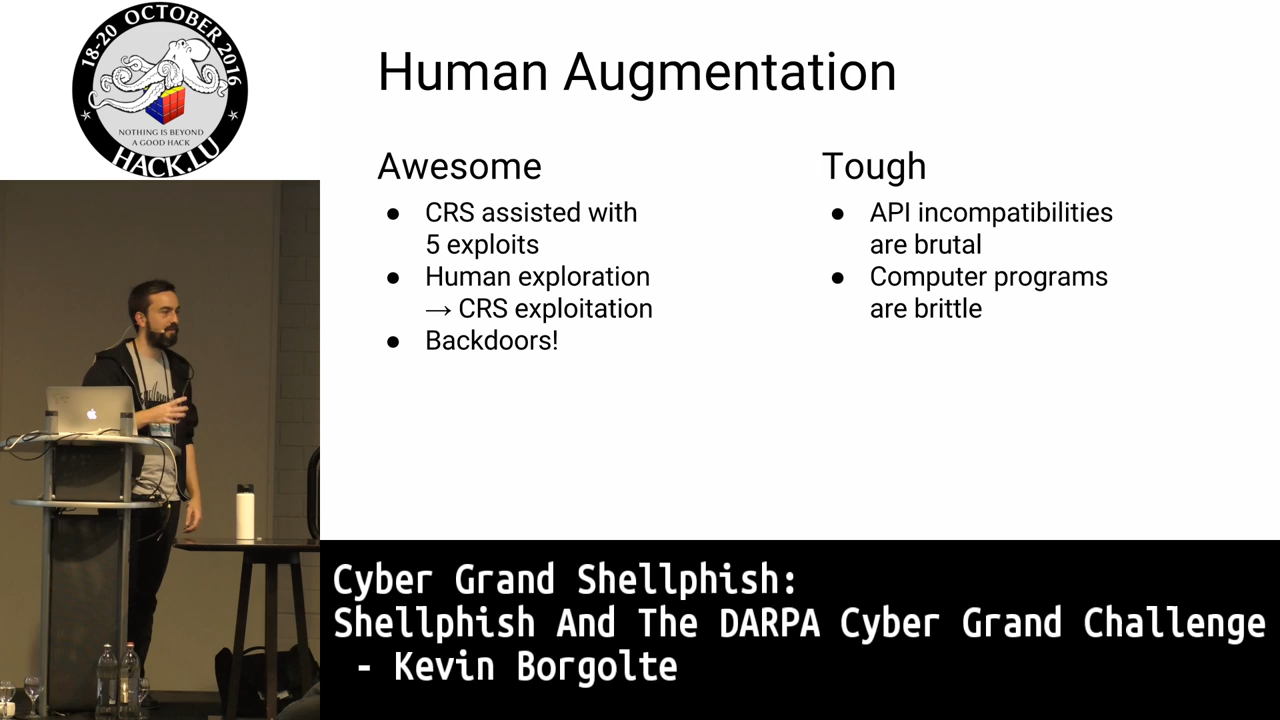 18-20 OCTOBER 2016
NOTHING IS BEYOND
A GOOD HACK
HACK.LU
Human Augmentation
Awesome
● CRS assisted with
5 exploits
● Human exploration
→ CRS exploitation
● Backdoors!
Tough
● API incompatibilities
are brutal
● Computer programs
are brittle
Cyber Grand Shellphish:
Shellphish And The DARPA Cyber Grand Challenge
- Kevin Borgolte